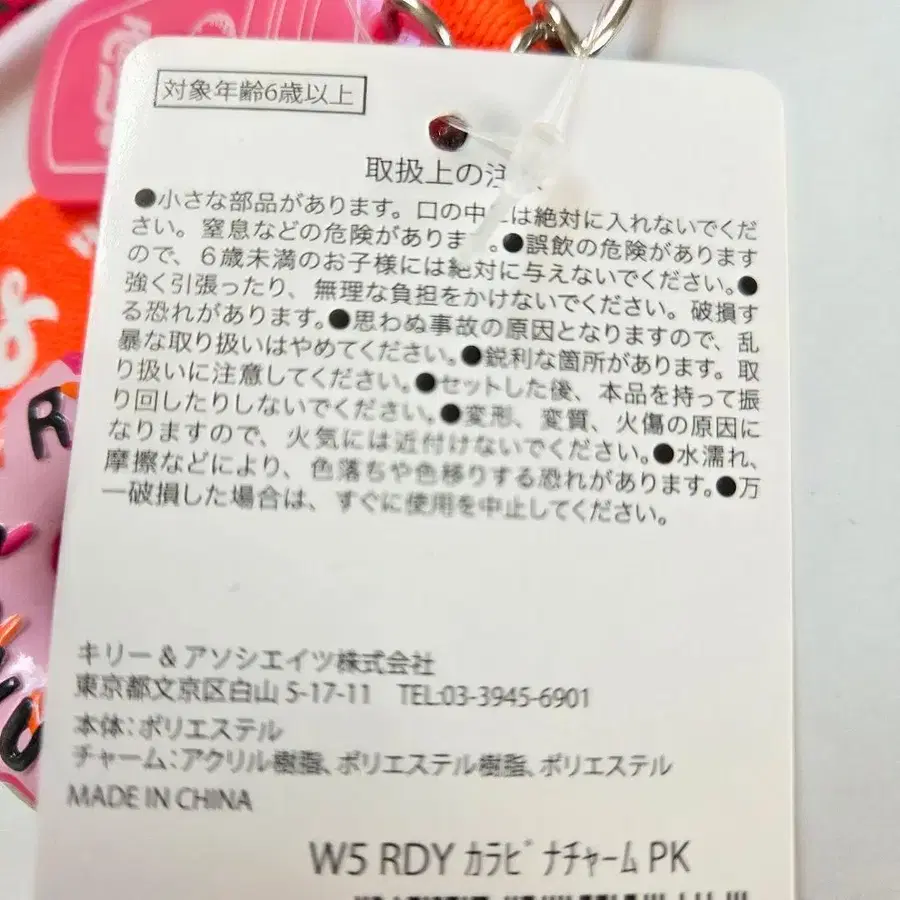 対象年齢6歳以上
取扱上の注
●小さな部品があります。口の中には絶対に入れないでくだ
さい。窒息などの危険があります。●誤飲の危険があります
ので、6歳未満のお子様には絶対に与えないでください。●
強く引張ったり、無理な負担をかけないでください。破損す
る恐れがあります。●思わぬ事故の原因となりますので、乱
暴な取り扱いはやめてください。●鋭利な箇所があります。取
り扱いに注意してください。●セットした後、本品を持って振
り回したりしないでください。●変形、変質、火傷の原因に
なりますので、火気には近付けないでください。●水濡れ、
摩擦などにより、色落ちや色移りする恐れがあります。●万
一破損した場合は、すぐに使用を中止してください。
キリー&アソシエイツ株式会社
東京都文京区白山 5-17-11 TEL:03-3945-6901
本体:ポリエステル
チャーム:アクリル樹脂、ポリエステル樹脂、ポリエステル
MADE IN CHINA
W5 RDY ｶﾗﾋﾞﾅﾁｬｰﾑ PK